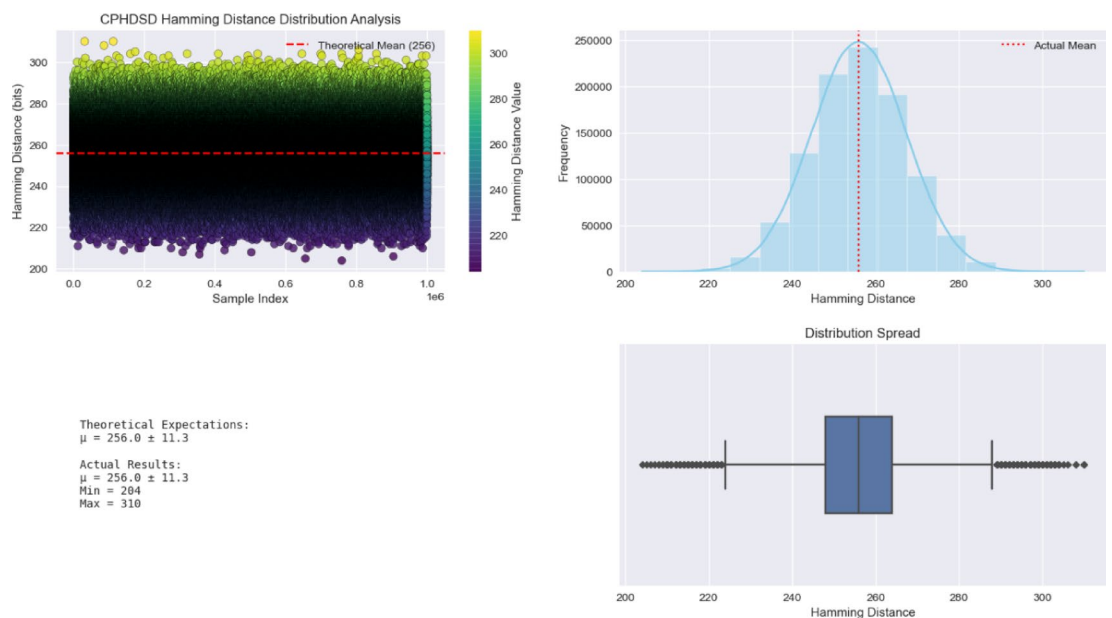 CPHDSD Hamming Distance Distribution Analysis
Theoretical Mean (256)
Hamming Distance (bits)
300
280
260
240
220
200
0.0 0.2 0.4 0.6 0.8 1.0
1e6
Sample Index
300
280
260
240
220
Hamming Distance Value
Actual Mean
Frequency
250000
200000
150000
100000
50000
0
200 220 240 260 280 300
Hamming Distance
Theoretical Expectations:
μ = 256.0 ± 11.3
Actual Results:
μ = 256.0 ± 11.3
Min = 204
Max = 310
Distribution Spread
200 220 240 260 280 300
Hamming Distance